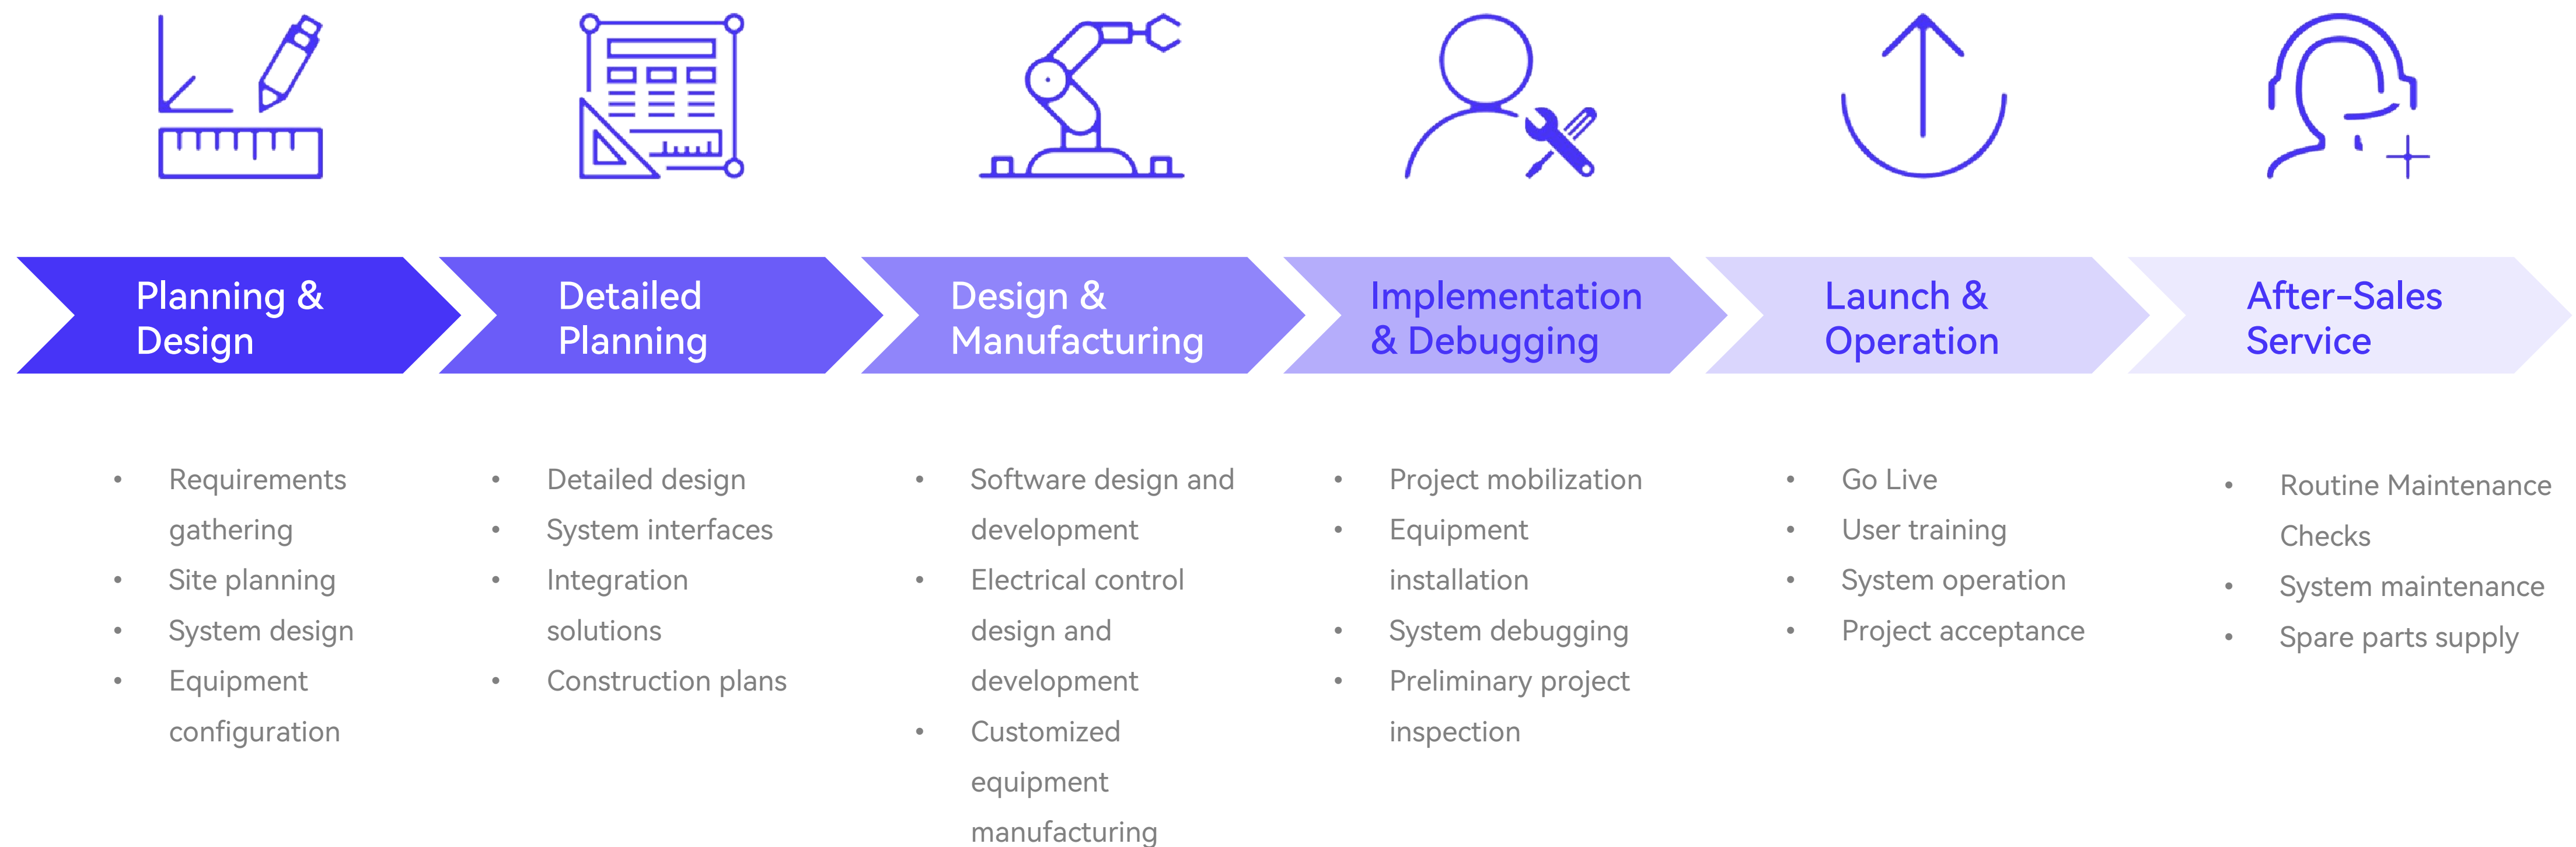 Planning &
Design
Detailed
Planning
Design &
Manufacturing
Implementation
& Debugging
Launch &
Operation
After-Sales
Service
• Requirements
gathering
• Site planning
• System design
• Equipment
configuration
• Detailed design
• System interfaces
• Integration
solutions
• Construction plans
• Software design and
development
• Electrical control
design and
development
• Customized
equipment
manufacturing
• Project mobilization
• Equipment
installation
• System debugging
• Preliminary project
inspection
• Go Live
• User training
• System operation
• Project acceptance
• Routine Maintenance
Checks
• System maintenance
• Spare parts supply